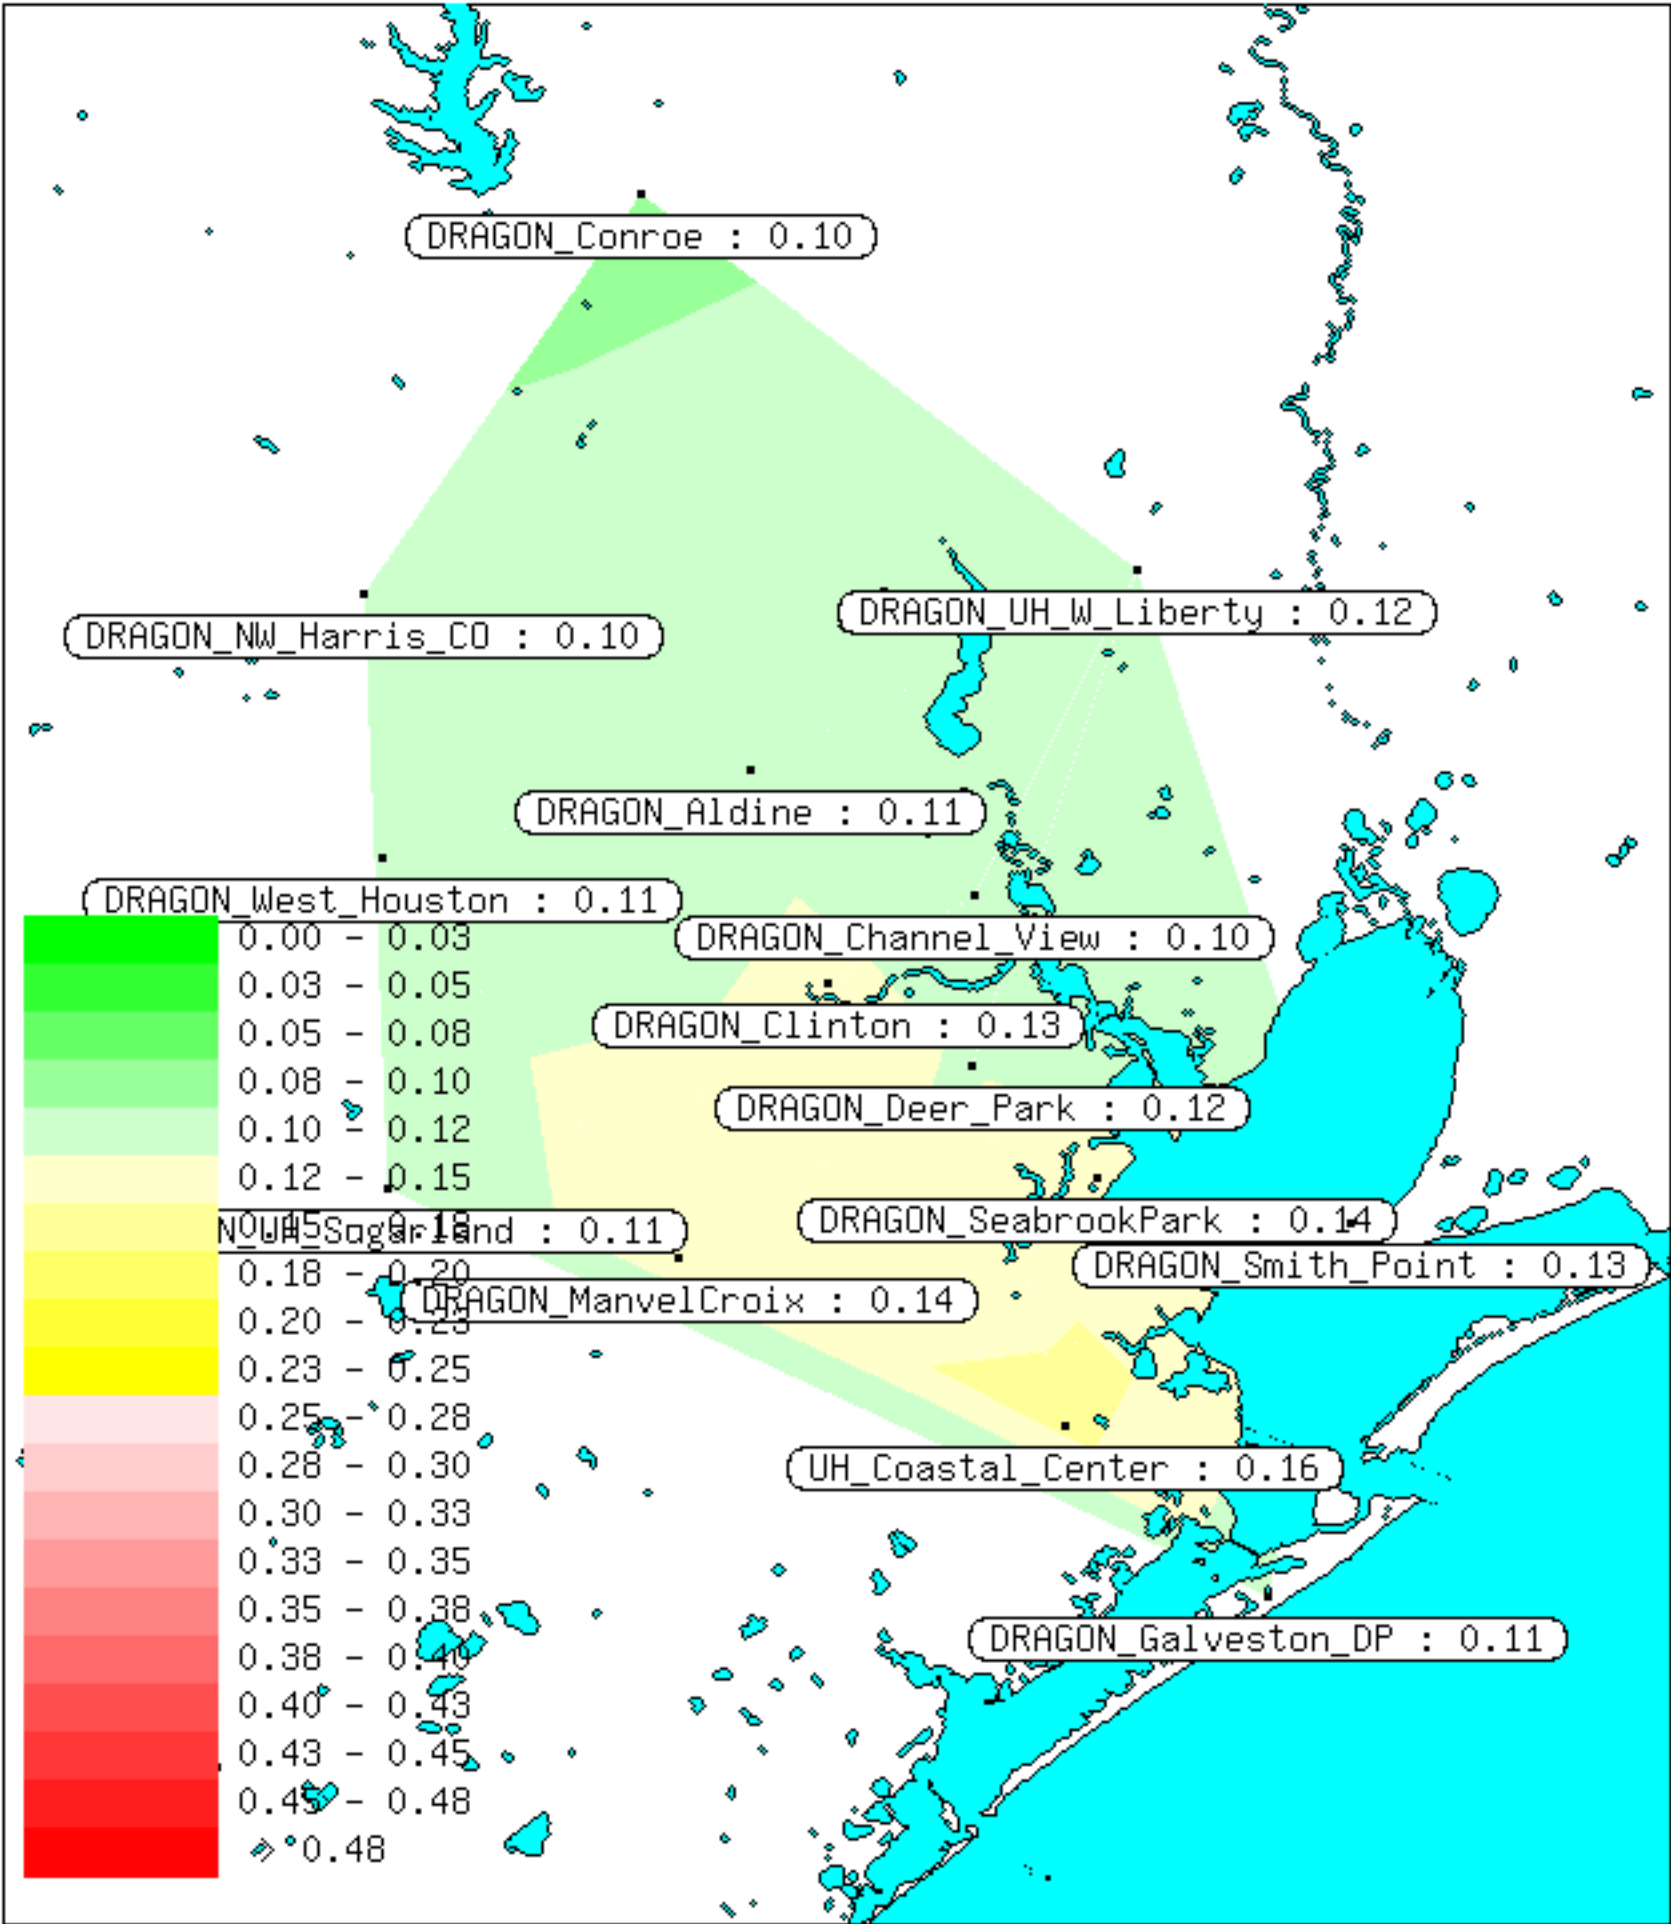 DRAGON_Conroe : 0.10
DRAGON_UH_W_Liberty : 0.12
DRAGON_NW_Harris_CO : 0.10
DRAGON_Aldine : 0.11
DRAGON_West_Houston : 0.11
DRAGON_Channel_View : 0.10
DRAGON_Clinton : 0.13
DRAGON_Deer_Park : 0.12
DRAGON_SeabrookPark : 0.14
N_UH_Sugarland : 0.11
DRAGON_Smith_Point : 0.13
DRAGON_ManvelCroix : 0.14
UH_Coastal_Center : 0.16
DRAGON_Galveston_DP : 0.11
0.00 - 0.03
0.03 - 0.05
0.05 - 0.08
0.08 - 0.10
0.10 - 0.12
0.12 - 0.15
0.15 - 0.18
0.18 - 0.20
0.20 - 0.23
0.23 - 0.25
0.25 - 0.28
0.28 - 0.30
0.30 - 0.33
0.33 - 0.35
0.35 - 0.38
0.38 - 0.40
0.40 - 0.43
0.43 - 0.45
0.45 - 0.48
> 0.48